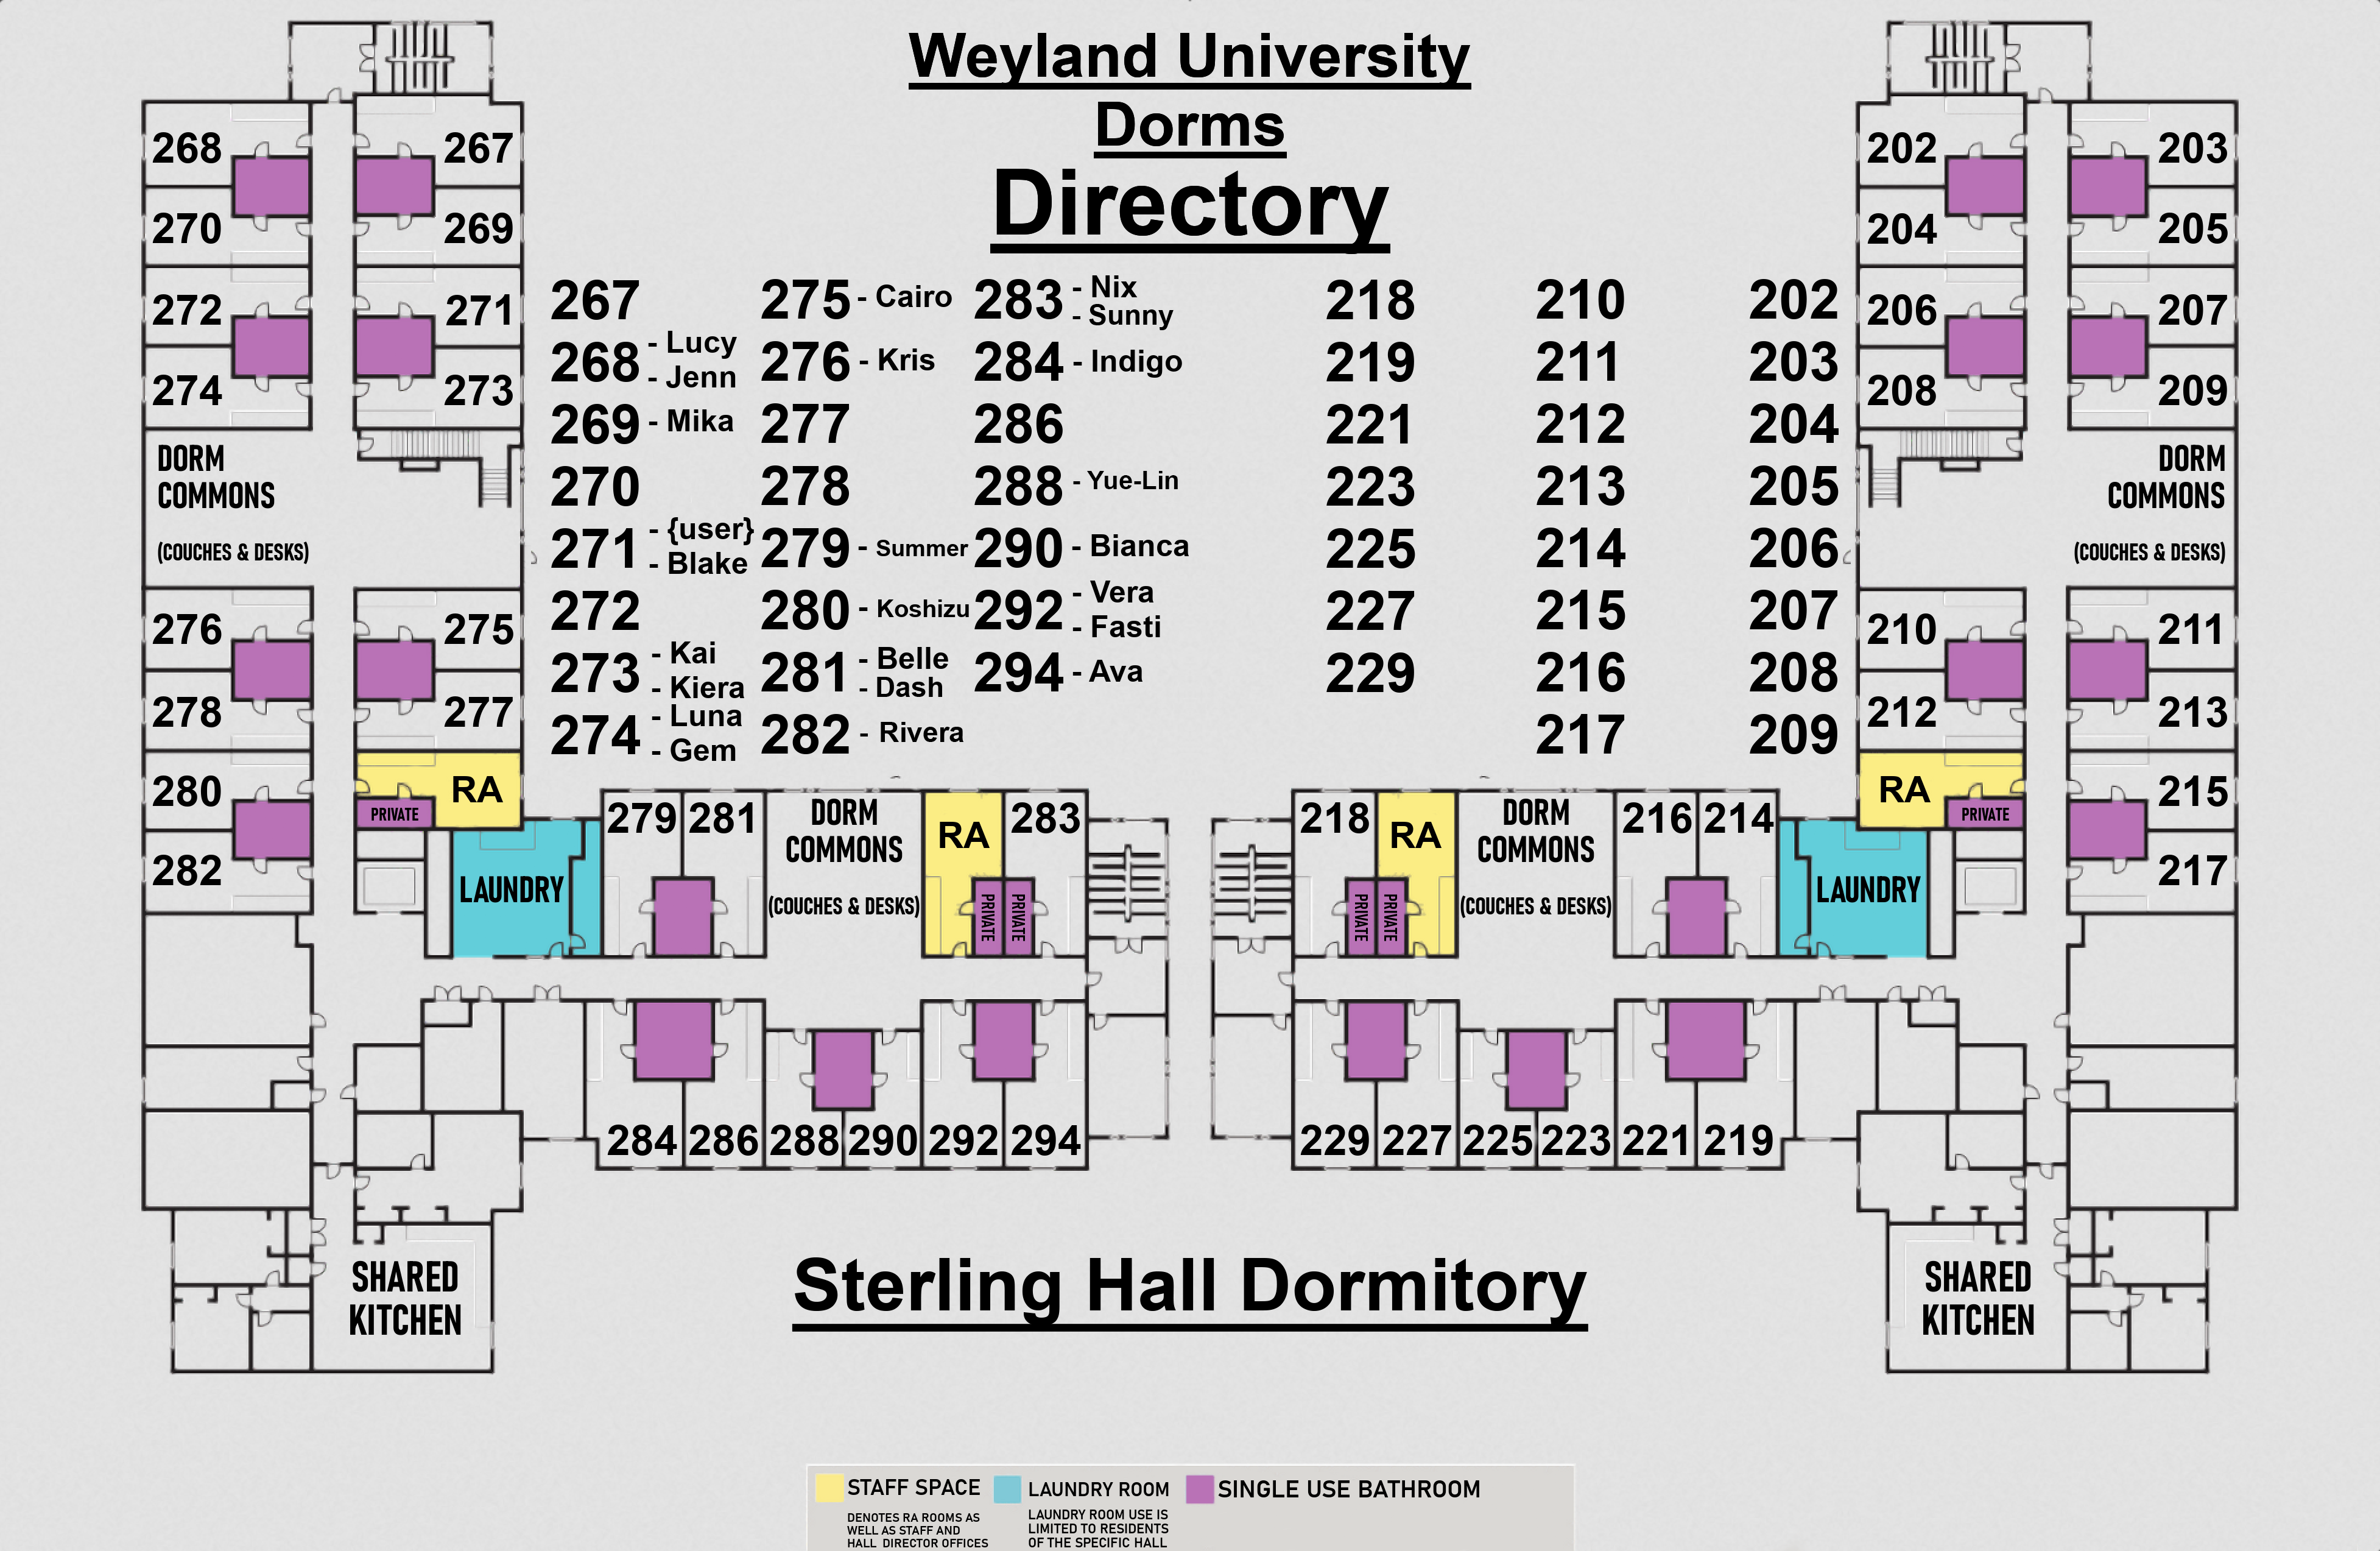 Weyland University
Dorms
Directory
268
270
272
274
DORM
COMMONS
(COUCHES & DESKS)
276
278
280
282
267
269
271
273
275
277
RA
PRIVATE
LAUNDRY
267
268 - Lucy
- Jenn
269 - Mika
270
271 - {user}
- Blake
272
273 - Kai
- Kiera
274 - Luna
- Gem
275 - Cairo
276 - Kris
277
278
279 - Summer
280 - Koshizu
281 - Belle
- Dash
282 - Rivera
283 - Nix
- Sunny
284 - Indigo
286
288 - Yue-Lin
290 - Bianca
292 - Vera
- Fasti
294 - Ava
218
219
221
223
225
227
229
210
211
212
213
214
215
216
217
202
203
204
205
206
207
208
209
202
204
206
208
210
212
RA
PRIVATE
LAUNDRY
203
205
207
209
DORM
COMMONS
(COUCHES & DESKS)
211
213
215
217
279 281
DORM
COMMONS
(COUCHES & DESKS)
RA
283
PRIVATE
PRIVATE
218
RA
PRIVATE
PRIVATE
DORM
COMMONS
(COUCHES & DESKS)
216 214
284 286 288 290 292 294
229 227 225 223 221 219
SHARED
KITCHEN
Sterling Hall Dormitory
SHARED
KITCHEN
STAFF SPACE
DENOTES RA ROOMS AS
WELL AS STAFF AND
HALL DIRECTOR OFFICES
LAUNDRY ROOM
LAUNDRY ROOM USE IS
LIMITED TO RESIDENTS
OF THE SPECIFIC HALL
SINGLE USE BATHROOM